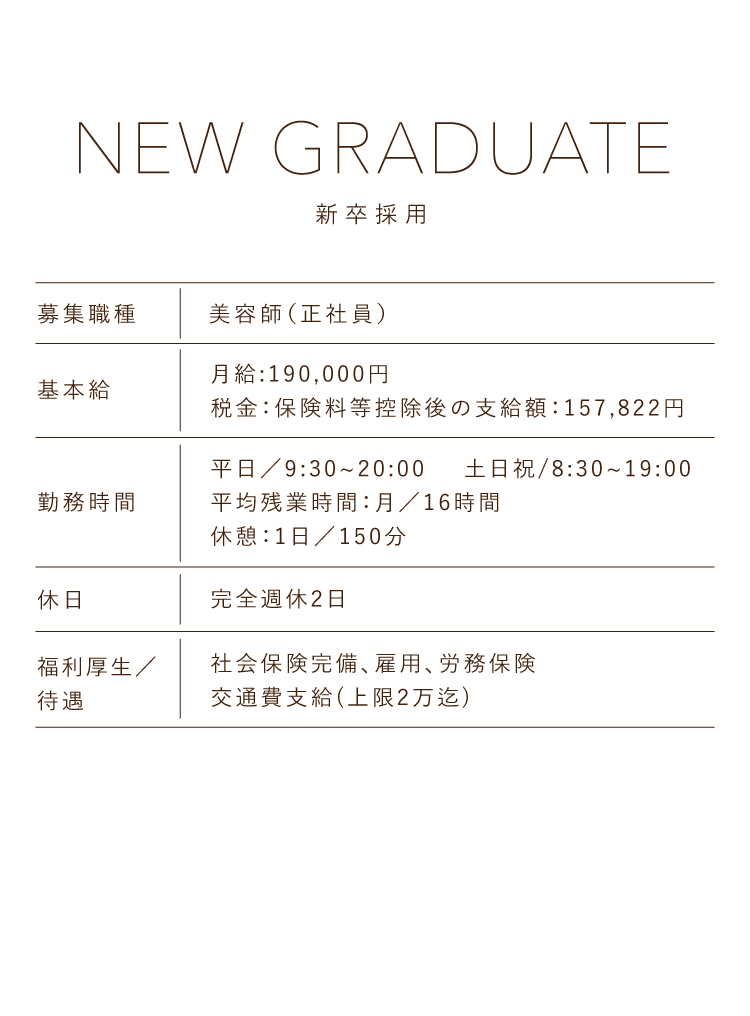 NEW GRADUATE
新卒採用
募集職種
美容師(正社員)
基本給
月給:190,000円
税金:保険料等控除後の支給額:157,822円
勤務時間
平日／9:30~20:00　土日祝/8:30~19:00
平均残業時間:月／16時間
休憩:1日／150分
休日
完全週休2日
福利厚生／
待遇
社会保険完備、雇用、労務保険
交通費支給(上限2万迄)